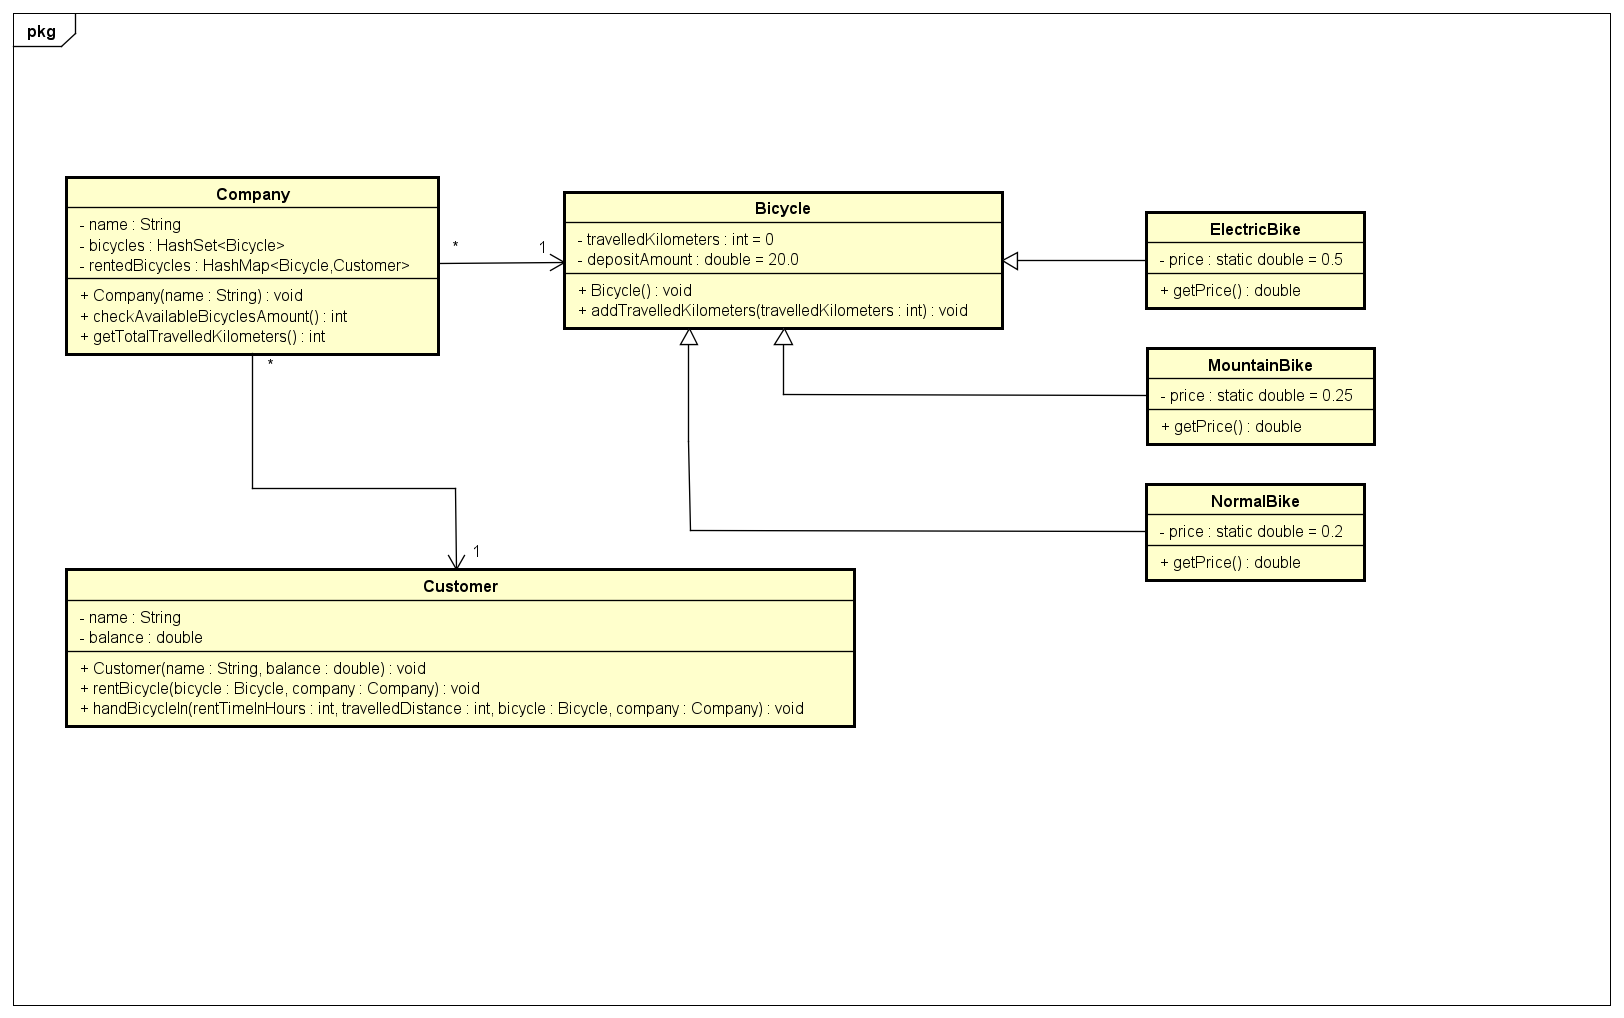 pkg
Company
- name : String
- bicycles : HashSet<Bicycle>
- rentedBicycles : HashMap<Bicycle,Customer>
+ Company(name : String) : void
+ checkAvailableBicyclesAmount() : int
+ getTotalTravelledKilometers() : int
*
1
Bicycle
- travelledKilometers : int = 0
- depositAmount : double = 20.0
+ Bicycle() : void
+ addTravelledKilometers(travelledKilometers : int) : void
ElectricBike
- price : static double = 0.5
+ getPrice() : double
MountainBike
- price : static double = 0.25
+ getPrice() : double
NormalBike
- price : static double = 0.2
+ getPrice() : double
*
1
Customer
- name : String
- balance : double
+ Customer(name : String, balance : double) : void
+ rentBicycle(bicycle : Bicycle, company : Company) : void
+ handBicycleIn(rentTimeInHours : int, travelledDistance : int, bicycle : Bicycle, company : Company) : void